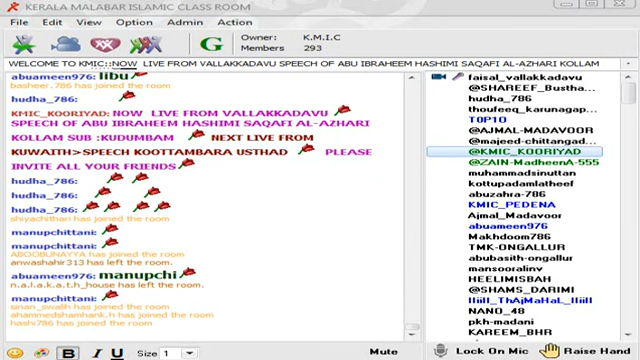 KERALA MALABAR ISLAMIC CLASS ROOM
File Edit View Option Admin Action
G
Owner: K.M.I.C
Members 293
WELCOME TO KMIC::NOW LIVE FROM VALLAKKADAVU SPEECH OF ABU IBRAHEEM HASHIMI SAQAFI AL-AZHARI KOLLAM
abuameen976: libu
basheer.786 has joined the room
hudha_786:
KMIC_KOORIYAD: NOW LIVE FROM VALLAKKADAVU
SPEECH OF ABU IBRAHEEM HASHIMI SAQAFI AL-AZHARI
KOLLAM SUB :KUDUMBAM NEXT LIVE FROM
KUWAITH>SPEECH KOOTTAMBARA USTHAD > PLEASE
INVITE ALL YOUR FRIENDS
hudha_786:
hudha_786:
hudha_786:
shiyachithari has joined the room
manupchittani:
manupchittani:
ABOOBUNAYYA has joined the room
anwashahir313 has left the room.
abuameen976: manupchi
n.a.l.a.k.a.t.h_house has left the room.
manupchittani:
sinan_swalih has joined the room
ahammedshamhank.h has joined the room
hashr786 has joined the room
faisal_vallakkadavu
@SHAREEF_Bustha...
hudha_786
thoufeeq_karunagap...
TOP10
@AJMAL-MADAVOOR
@majeed-chittangad...
@KMIC_KOORIYAD
@ZAIN-MadheenA-555
muhammadsinuttan
kottupadamlatheef
abuzahra-786
KMIC_PEDENA
Ajmal_Madavoor
abuameen976
Makhdoom786
TMK-ONGALLUR
abubasith-ongallur
mansooralinv
HEELIMISBAH
@SHAMS_DARIMI
IIiiII_ThAjMaHaL_IIiiII
NANO_48
pkh-madani
KAREEM_BHR
B I U Size 1 Mute Lock On Mic Raise Hand